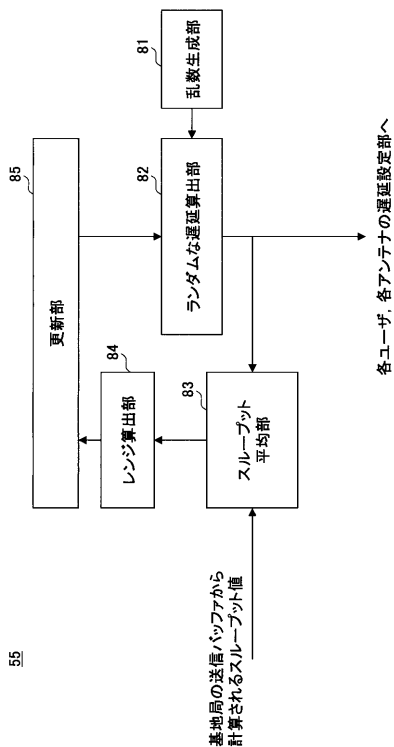 55
基地局の送信バッファから
計算されるスループット値
更新部
85
レンジ算出部
84
スループット
平均部
83
ランダムな遅延算出部
82
乱数生成部
81
各ユーザ, 各アンテナの遅延設定部へ